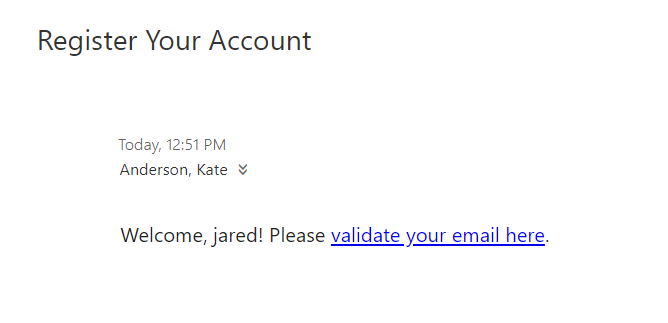 Register Your Account
Today, 12:51 PM
Anderson, Kate
Welcome, jared! Please validate your email here.